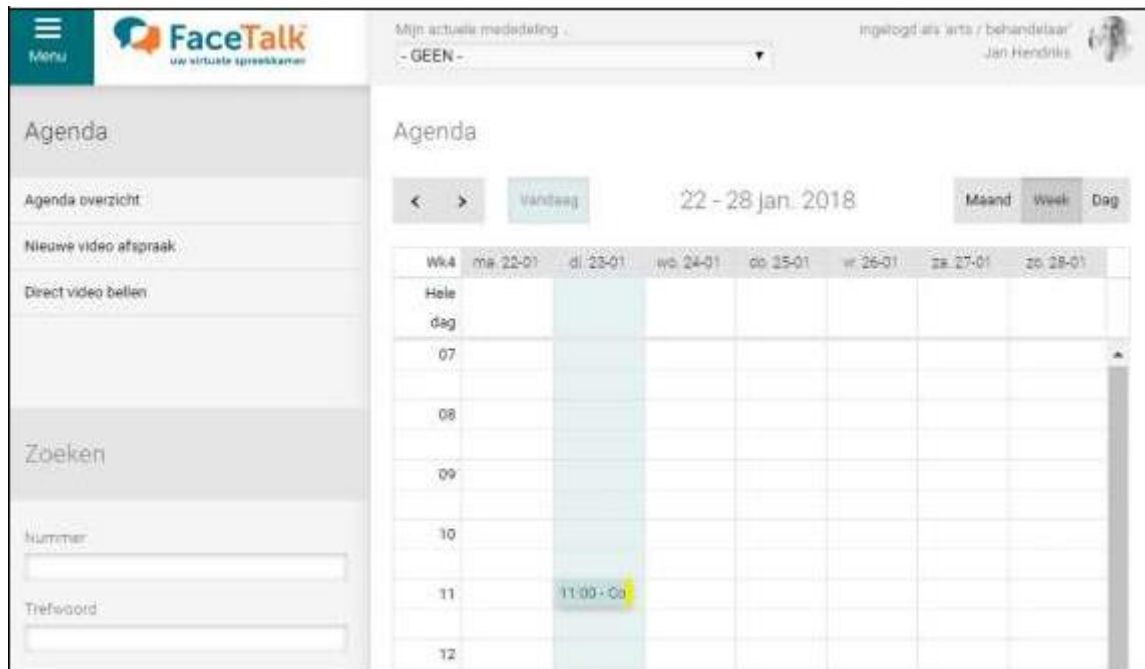 Menu
FaceTalk
uw virtuele spreekkamer
Mijn actuele mededeling .
- GEEN -
ingelogd als 'arts / behandelaar'
Jan Hendriks
Agenda
Agenda overzicht
Nieuwe video afspraak
Direct video bellen
Zoeken
Nummer
Trefwoord
Agenda
< > Vandaag 22 - 28 jan. 2018 Maand Week Dag
Wk4 ma. 22-01 di. 23-01 wo. 24-01 do. 25-01 vr. 26-01 za. 27-01 zo. 28-01
Hele
dag
07
08
09
10
11 11:00 - Co
12